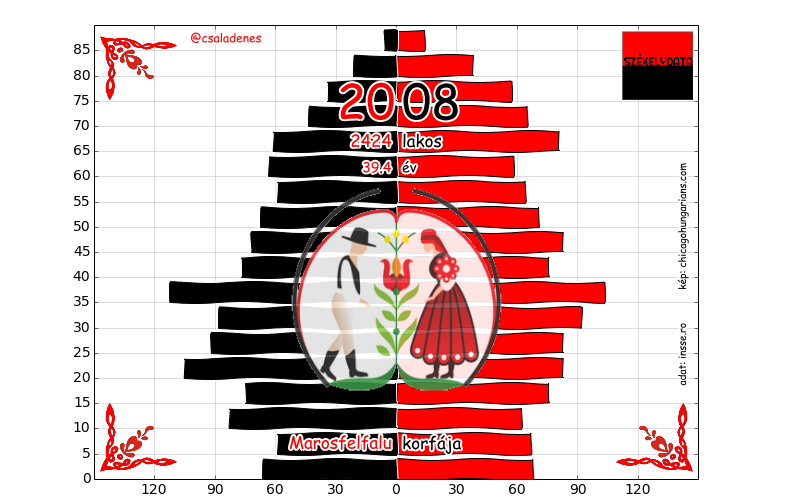 @csaladenes
SZÉKELYDATA
2008
2424 lakos
39.4 év
kép: chicagohungarians.com
adat: insse.ro
Marosfelfalu korfája
85
80
75
70
65
60
55
50
45
40
35
30
25
20
15
10
5
0
120 90 60 30 0 30 60 90 120